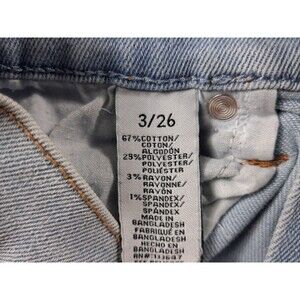 3/26
67%COTTON/
COTON/
ALGODÓN
29%POLYESTER/
POLYESTER/
POLIÉSTER
3%RAYON/
RAYONNE/
RAYÓN
1%SPANDEX/
SPANDEX/
SPANDEX
MADE IN
BANGLADESH
FABRIQUÉ EN
BANGLADESH
HECHO EN
BANGLADESH